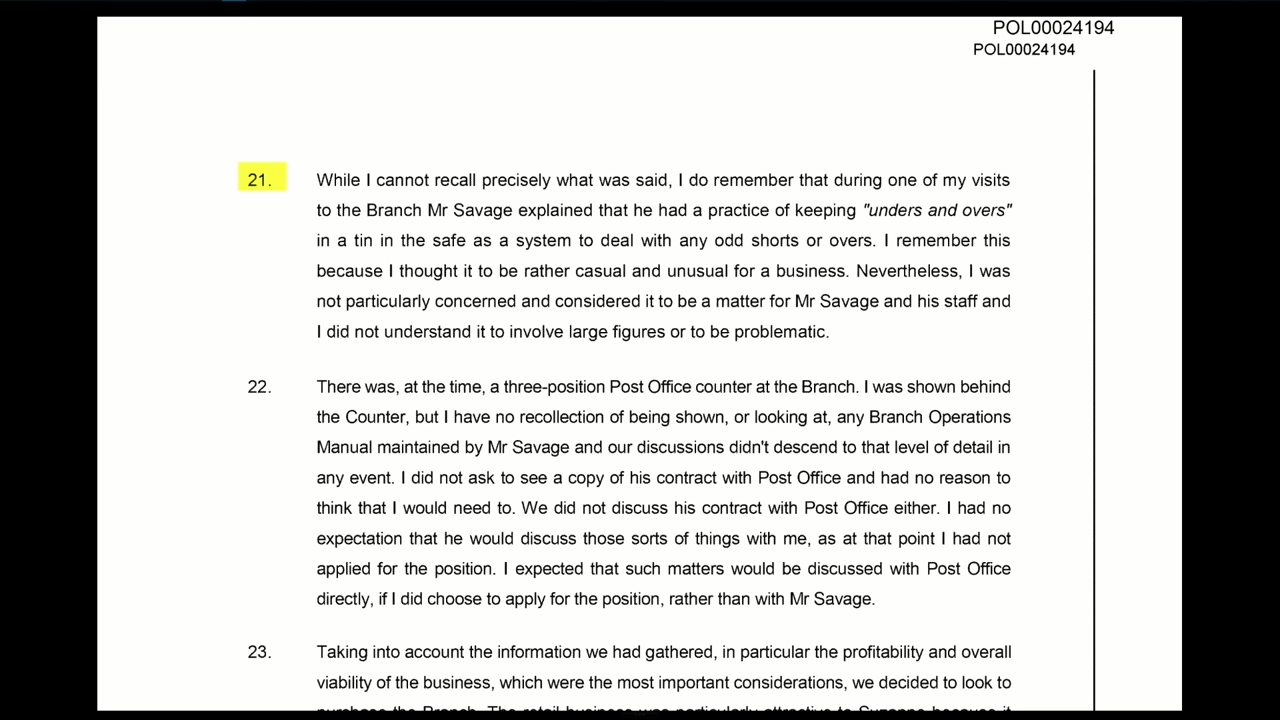 POL00024194
POL00024194
21. While I cannot recall precisely what was said, I do remember that during one of my visits
to the Branch Mr Savage explained that he had a practice of keeping "unders and overs"
in a tin in the safe as a system to deal with any odd shorts or overs. I remember this
because I thought it to be rather casual and unusual for a business. Nevertheless, I was
not particularly concerned and considered it to be a matter for Mr Savage and his staff and
I did not understand it to involve large figures or to be problematic.
22. There was, at the time, a three-position Post Office counter at the Branch. I was shown behind
the Counter, but I have no recollection of being shown, or looking at, any Branch Operations
Manual maintained by Mr Savage and our discussions didn't descend to that level of detail in
any event. I did not ask to see a copy of his contract with Post Office and had no reason to
think that I would need to. We did not discuss his contract with Post Office either. I had no
expectation that he would discuss those sorts of things with me, as at that point I had not
applied for the position. I expected that such matters would be discussed with Post Office
directly, if I did choose to apply for the position, rather than with Mr Savage.
23. Taking into account the information we had gathered, in particular the profitability and overall
viability of the business, which were the most important considerations, we decided to look to
purchase the Branch. The retail business was particularly attractive to Suzanne because it